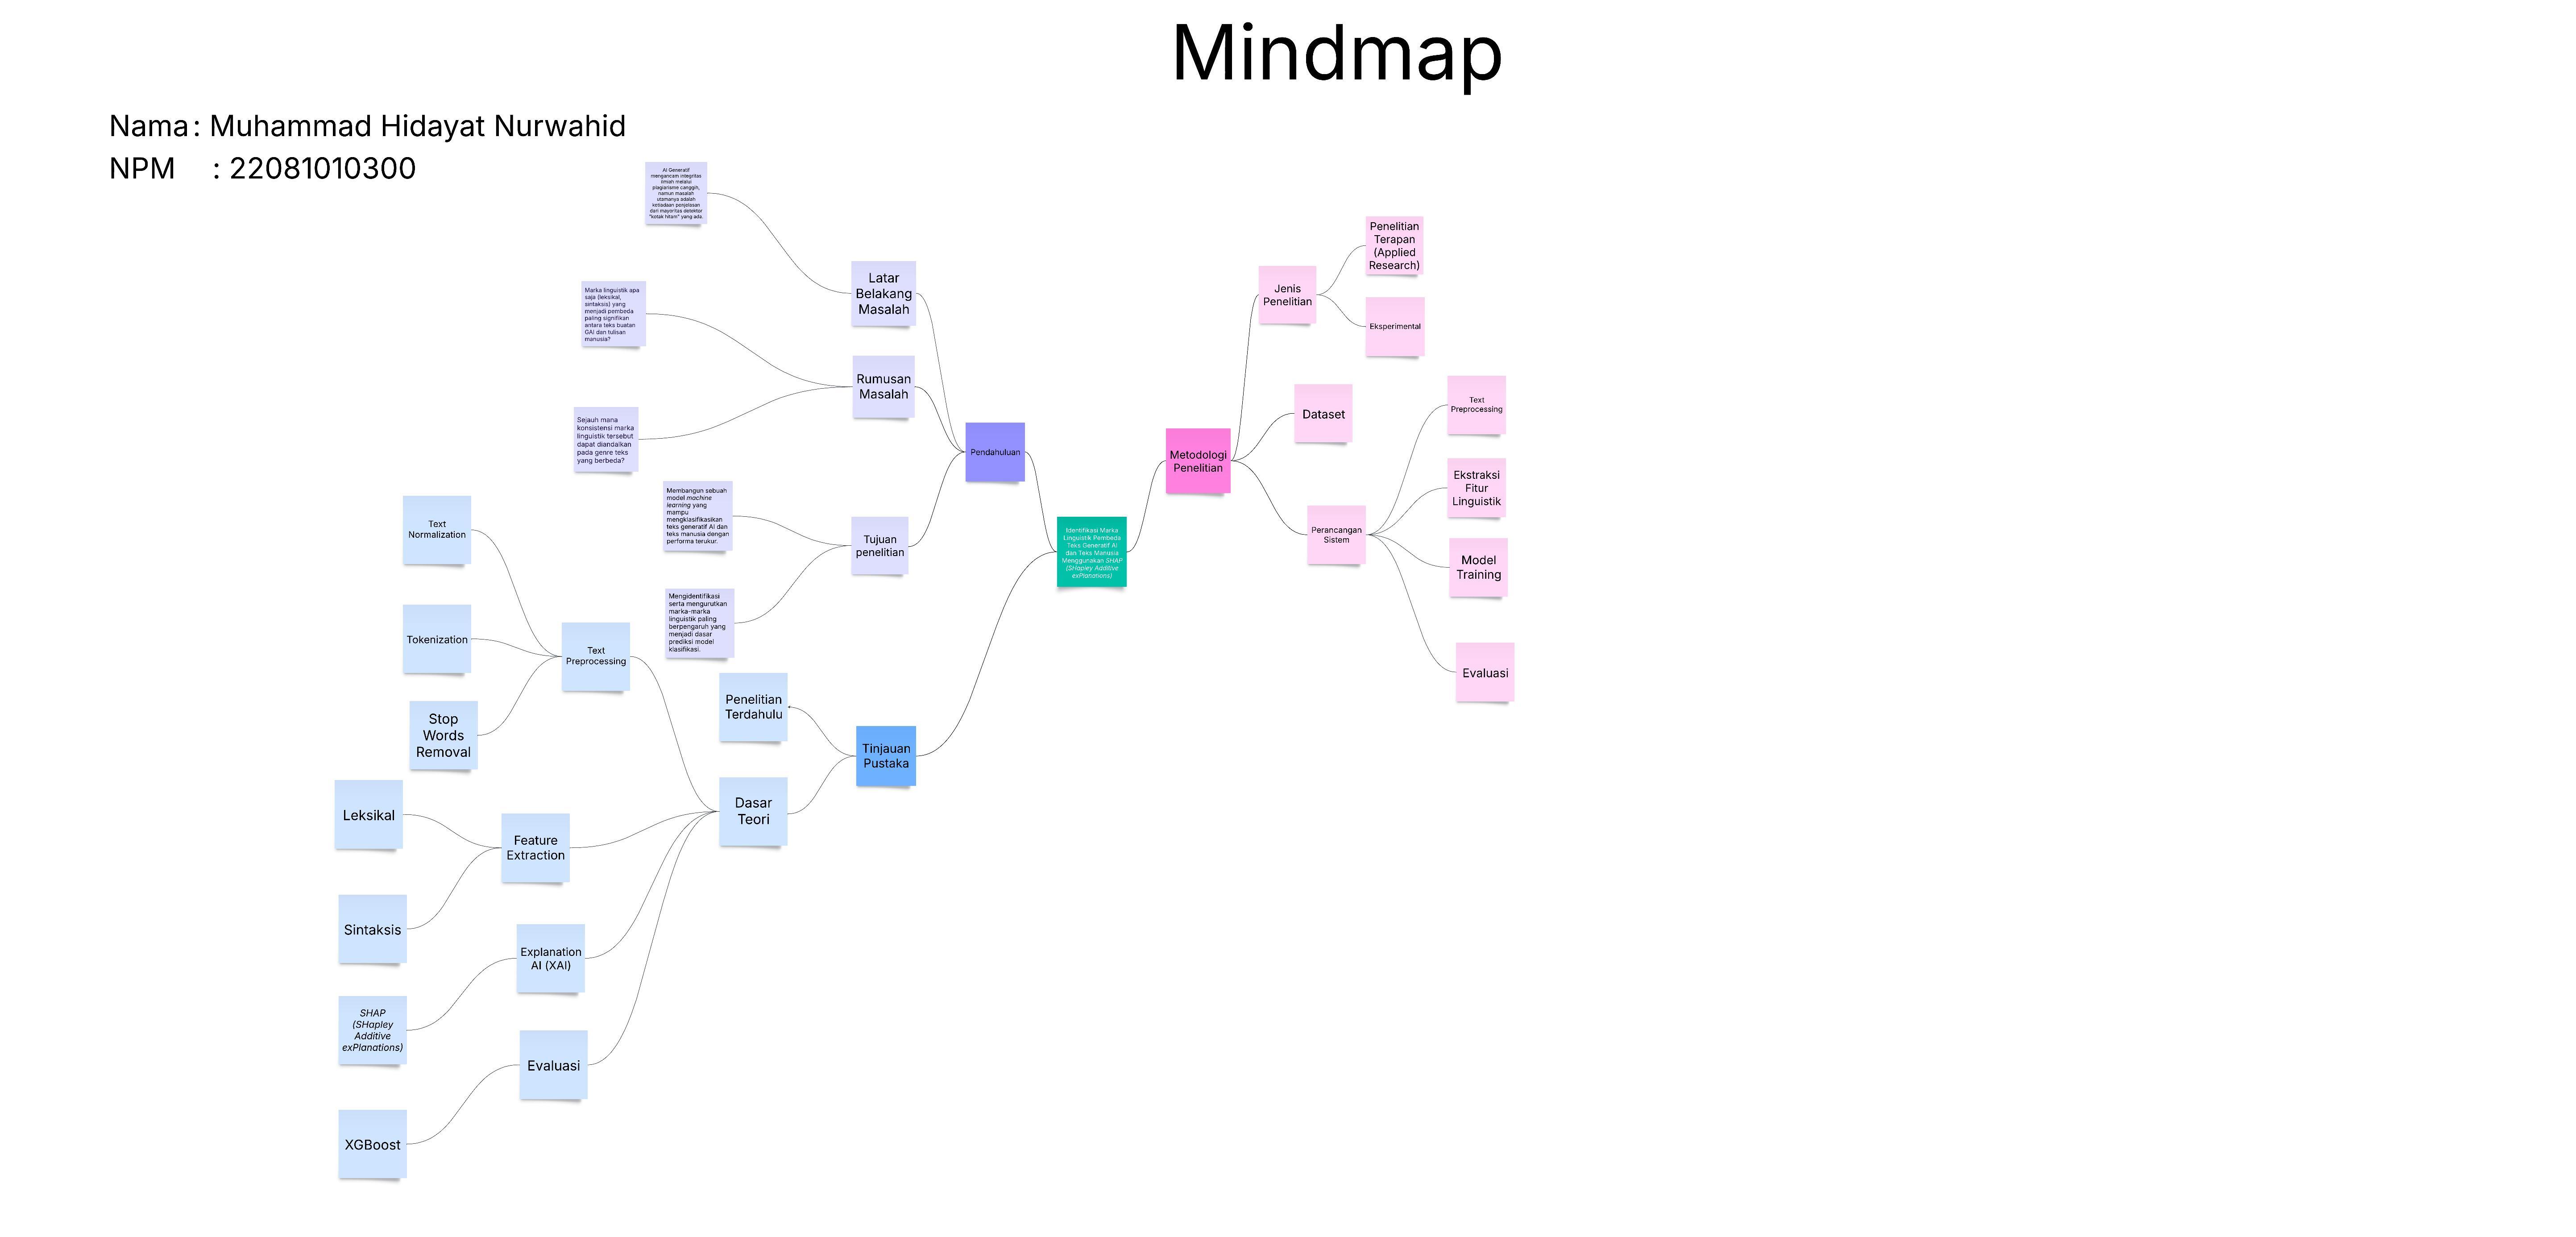 Mindmap
Nama : Muhammad Hidayat Nurwahid
NPM : 22081010300
AI Generatif
mengancam integritas
ilmiah melalui
plagiarisme canggih,
namun masalah
utamanya adalah
ketiadaan penjelasan
dari mayoritas detektor
"kotak hitam" yang ada.
Latar
Belakang
Masalah
Marka linguistik apa
saja (leksikal,
sintaksis) yang
menjadi pembeda
paling signifikan
antara teks buatan
GAI dan tulisan
manusia?
Rumusan
Masalah
Sejauh mana
konsistensi marka
linguistik tersebut
dapat diandalkan
pada genre teks
yang berbeda?
Pendahuluan
Membangun sebuah
model machine
learning yang
mampu
mengklasifikasikan
teks generatif AI dan
teks manusia dengan
performa terukur.
Tujuan
penelitian
Mengidentifikasi
serta mengurutkan
marka-marka
linguistik paling
berpengaruh yang
menjadi dasar
prediksi model
klasifikasi.
Identifikasi Marka
Linguistik Pembeda
Teks Generatif AI
dan Teks Manusia
Menggunakan SHAP
(SHapley Additive
exPlanations)
Metodologi
Penelitian
Jenis
Penelitian
Penelitian
Terapan
(Applied
Research)
Eksperimental
Dataset
Perancangan
Sistem
Text
Preprocessing
Ekstraksi
Fitur
Linguistik
Model
Training
Evaluasi
Tinjauan
Pustaka
Penelitian
Terdahulu
Dasar
Teori
Text
Preprocessing
Text
Normalization
Tokenization
Stop
Words
Removal
Feature
Extraction
Leksikal
Sintaksis
Explanation
AI (XAI)
SHAP
(SHapley
Additive
exPlanations)
Evaluasi
XGBoost